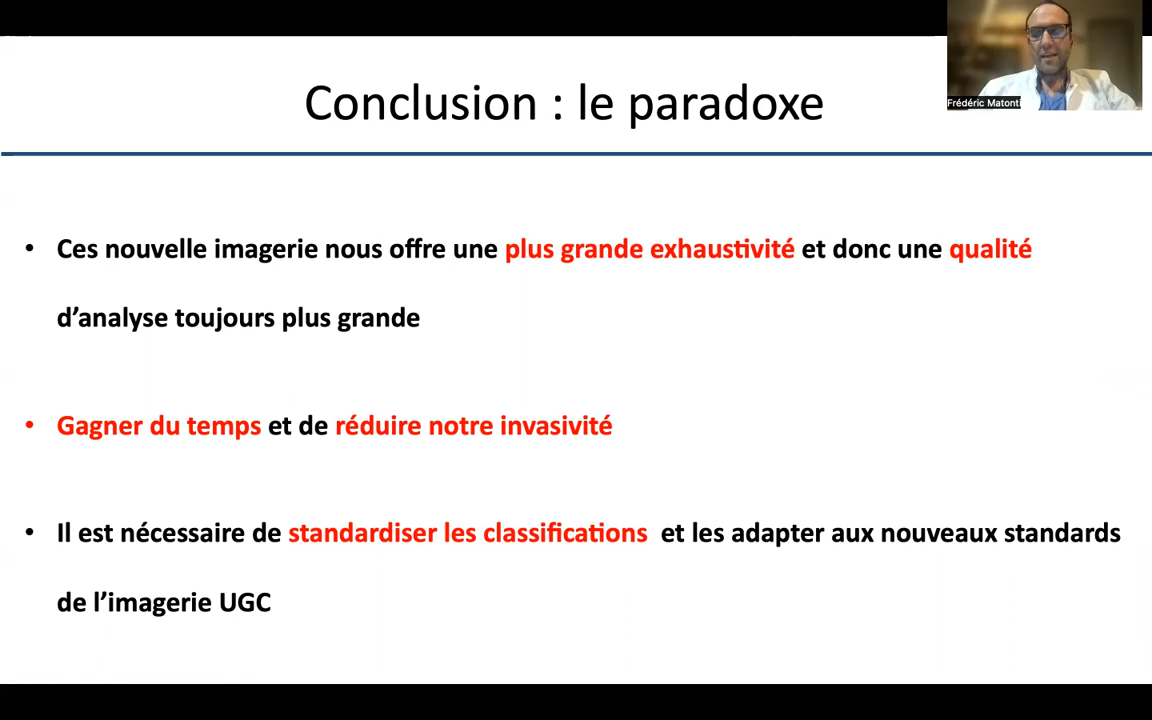 Conclusion : le paradoxe
Frédéric Matonti
• Ces nouvelle imagerie nous offre une plus grande exhaustivité et donc une qualité
d’analyse toujours plus grande
• Gagner du temps et de réduire notre invasivité
• Il est nécessaire de standardiser les classifications et les adapter aux nouveaux standards
de l’imagerie UGC